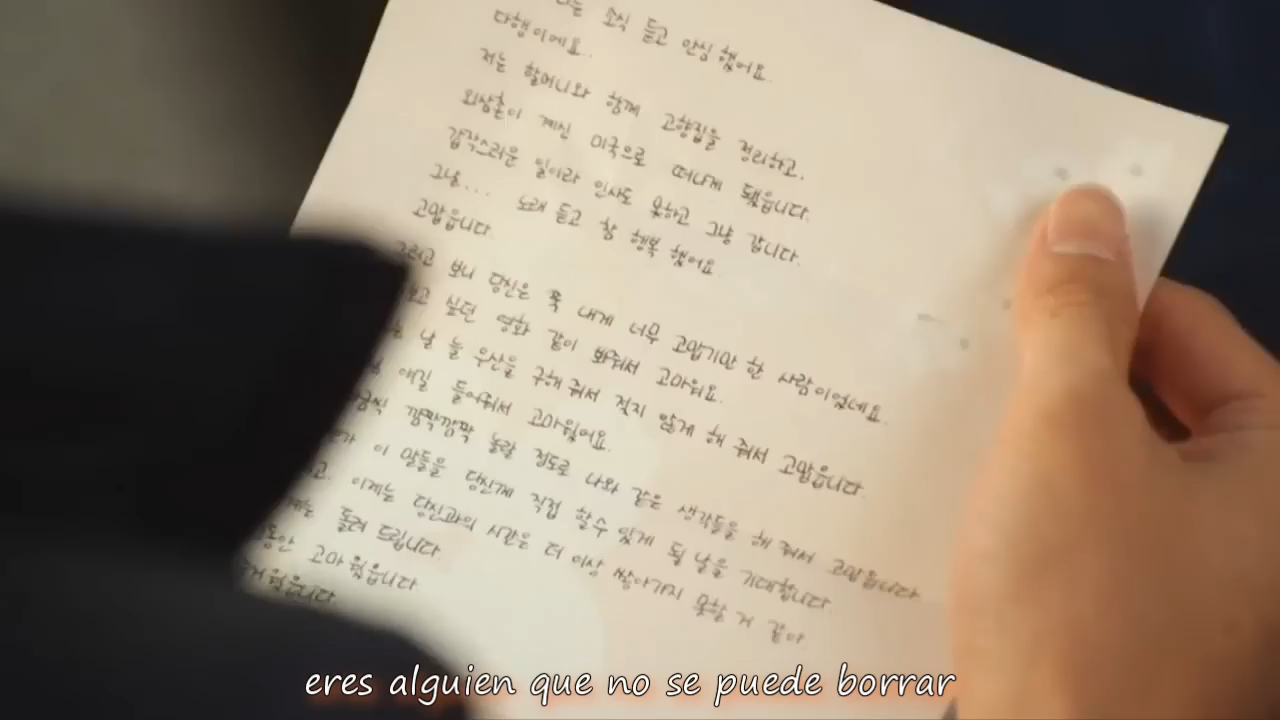 소식 듣고 안심 했어요.
다행이에요..
저는 할머니와 함께 고향집을 정리하고,
외삼촌이 계신 미국으로 떠나게 됐읍니다.
갑작스러운 일이라 인사도 못하고 그냥 갑니다.
그날... 노래 듣고 참 행복 했어요.
고맙읍니다.
그러고 보니 당신은 꼭 내게 너무 고맙기만 한 사람이었네요.
보고 싶던 영화 같이 봐줘서 고마워요.
날 늘 우산을 구해 줘서 젖지 않게 해 줘서 고맙읍니다.
얘길 들어줘서 고마웠어요.
깜짝깜짝 놀랄 정도로 나와 같은 생각들을 해 줘서 고맙읍니다
이 말들을 당신께 직접 할수 있게 될 날을 기대합니다.
이제는 당신과의 시간은 더 이상 쌓아가지 못할 거 같아
돌려 드립니다
고마웠읍니다
eres alguien que no se puede borrar